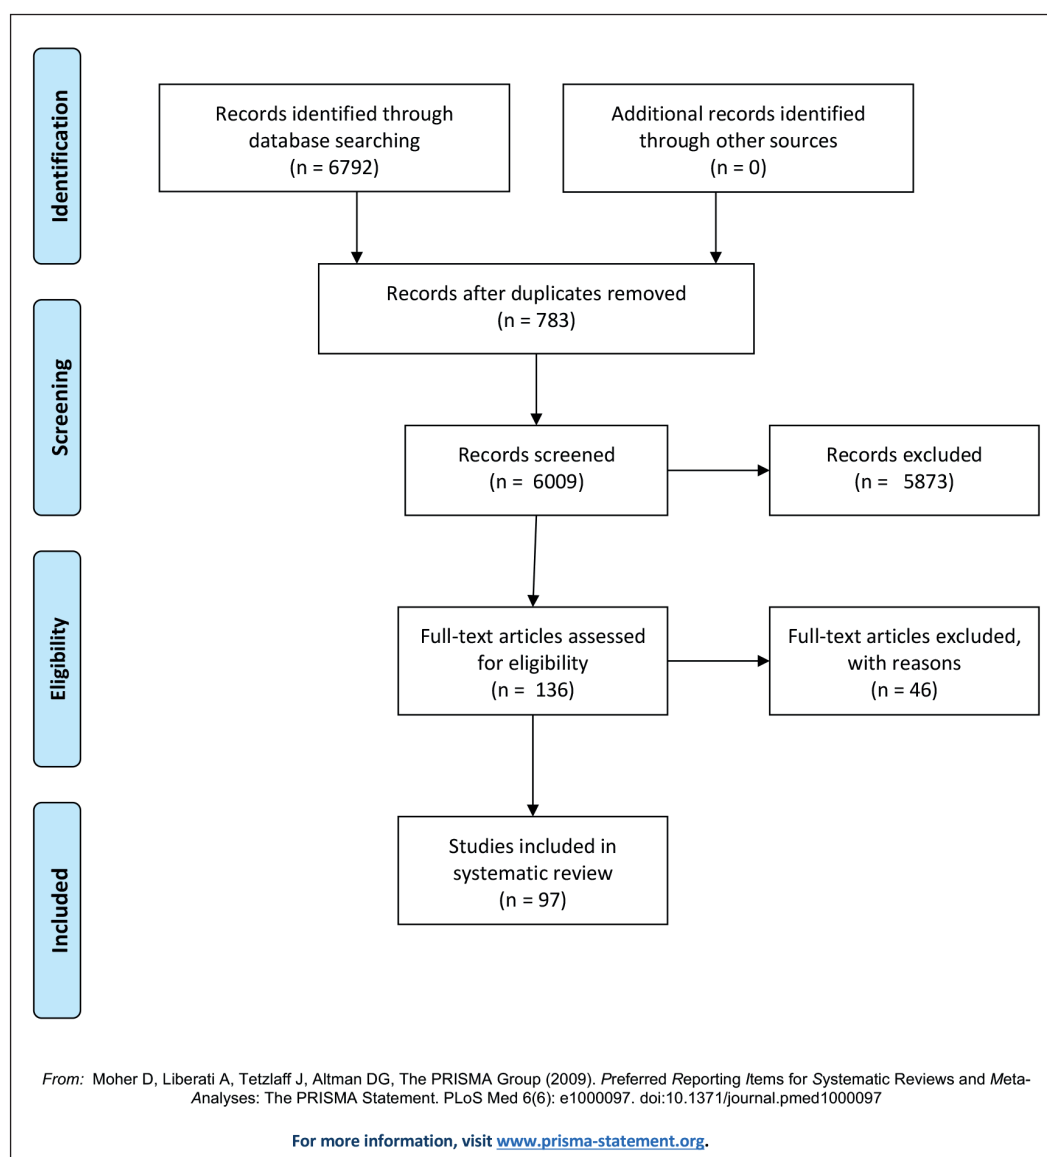 Identification
Records identified through
database searching
(n = 6792)
Additional records identified
through other sources
(n = 0)
Records after duplicates removed
(n = 783)
Screening
Records screened
(n =  6009)
Records excluded
(n =   5873)
Eligibility
Full-text articles assessed
for eligibility
(n =  136)
Full-text articles excluded,
with reasons
(n = 46)
Included
Studies included in
systematic review
(n = 97)
From:  Moher D, Liberati A, Tetzlaff J, Altman DG, The PRISMA Group (2009). Preferred Reporting Items for Systematic Reviews and Meta-
Analyses: The PRISMA Statement. PLoS Med 6(6): e1000097. doi:10.1371/journal.pmed1000097
For more information, visit www.prisma-statement.org.